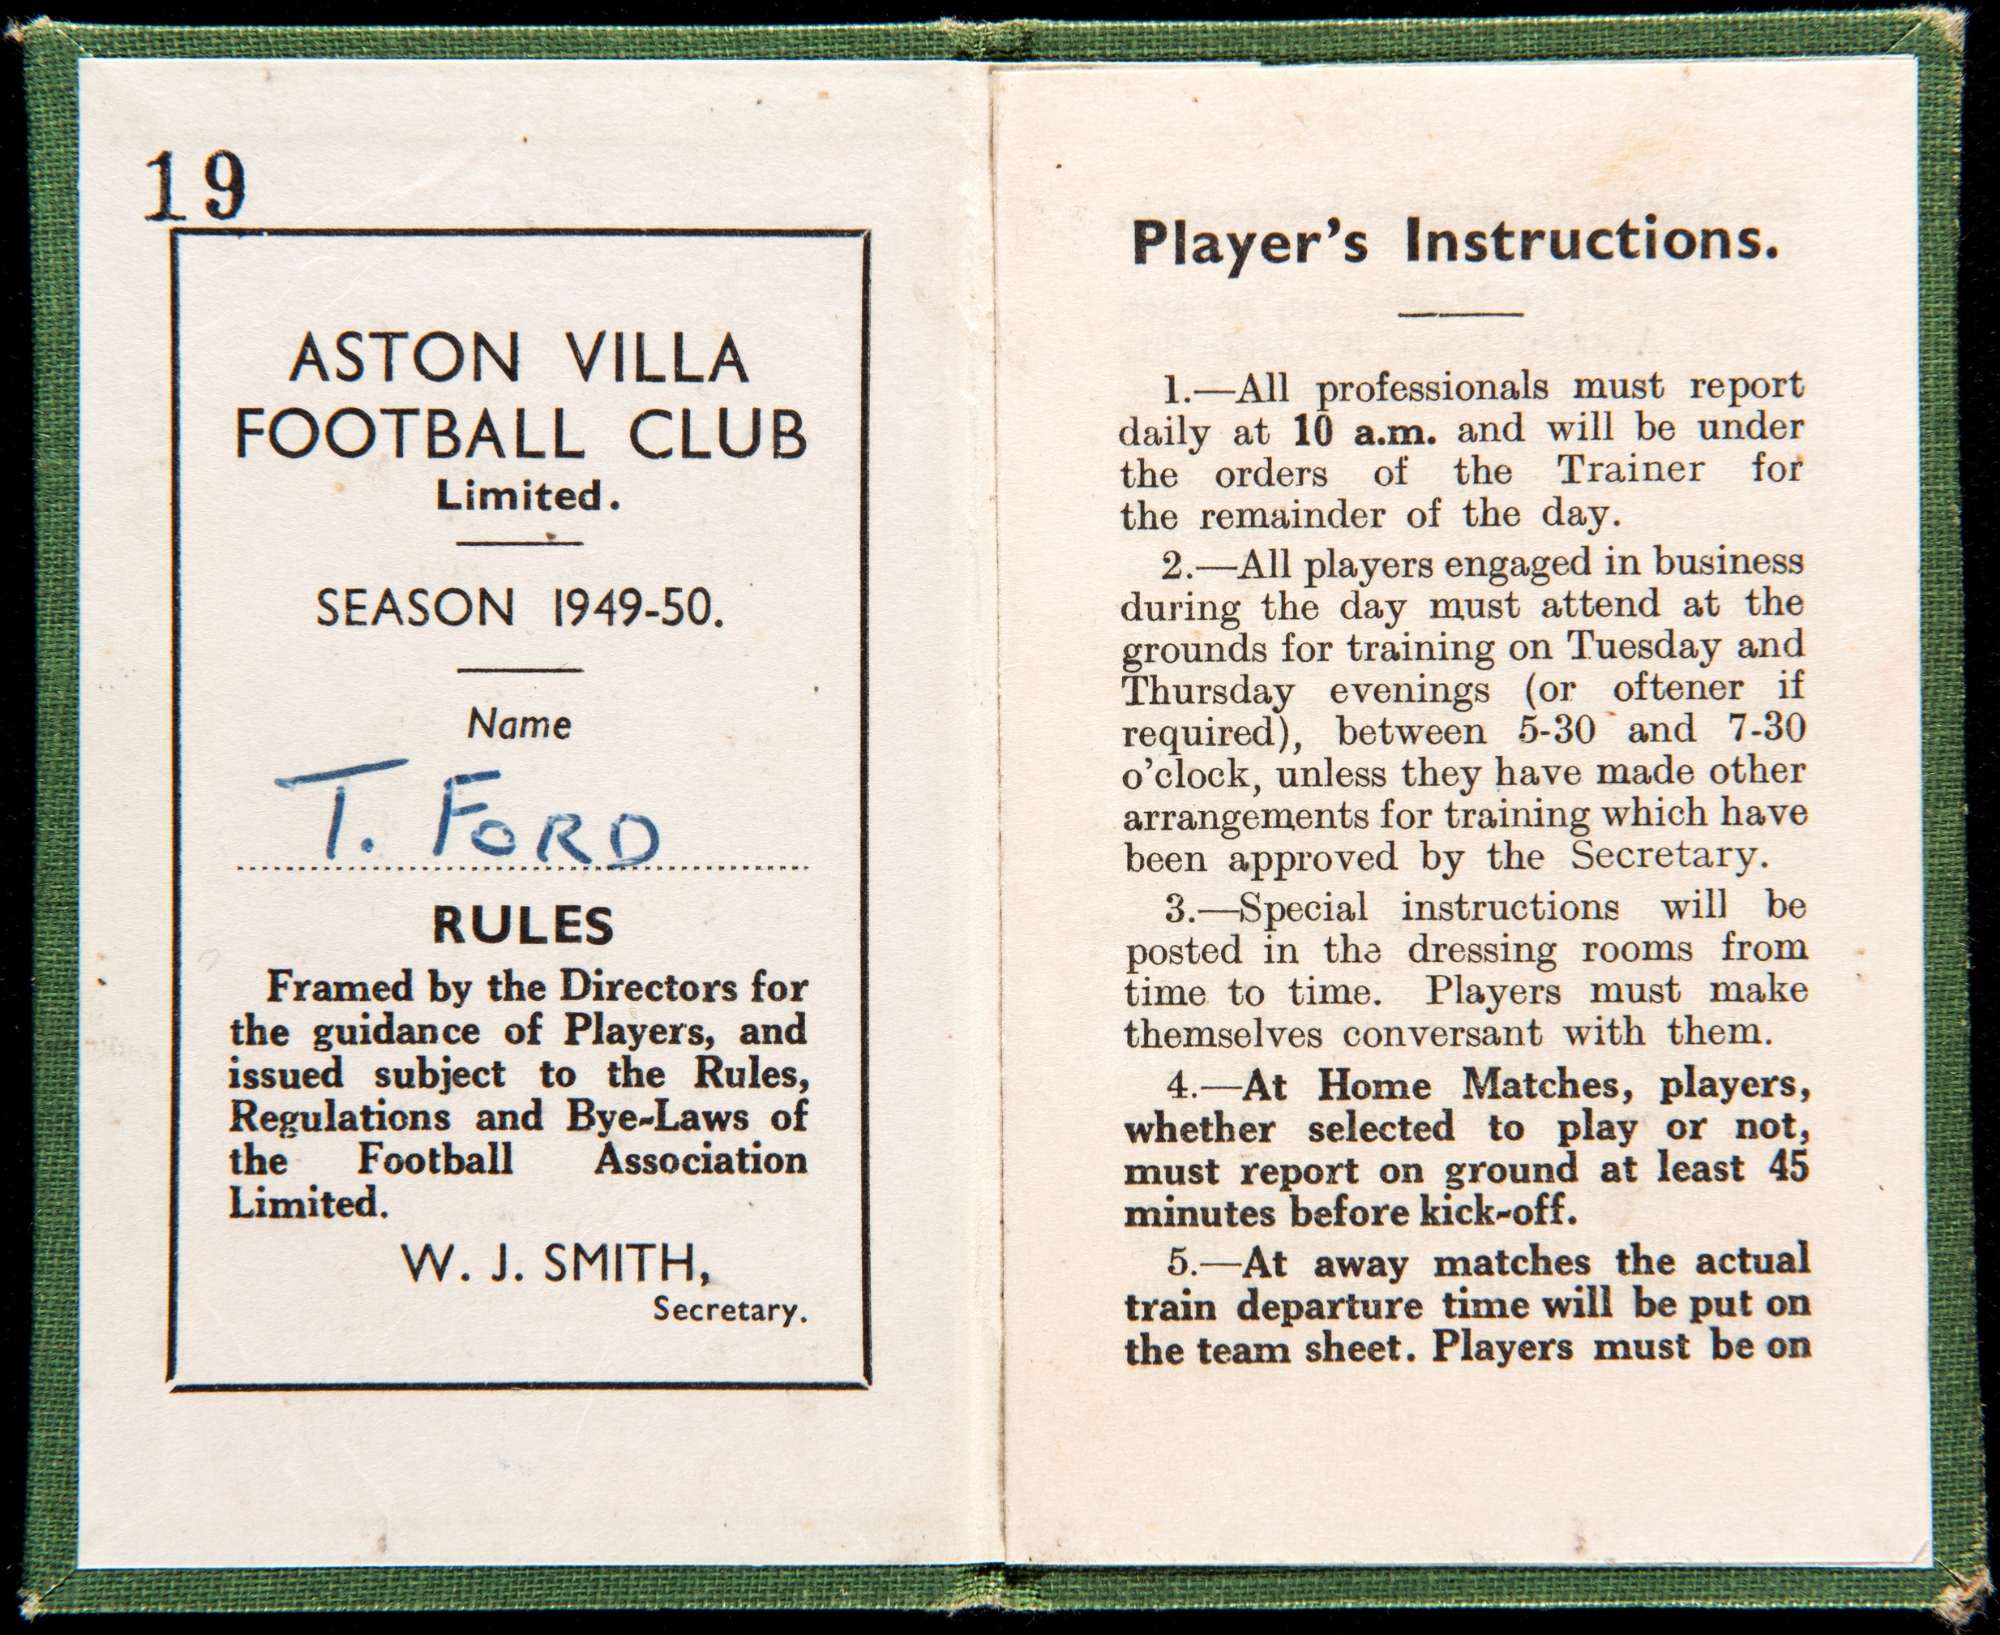 19
ASTON VILLA
FOOTBALL CLUB
Limited.
SEASON 1949-50.
Name
T. FORD
RULES
Framed by the Directors for
the guidance of Players, and
issued subject to the Rules,
Regulations and Bye-Laws of
the Football Association
Limited.
W. J. SMITH,
Secretary.
Player's Instructions.
1.—All professionals must report
daily at 10 a.m. and will be under
the orders of the Trainer for
the remainder of the day.
2.—All players engaged in business
during the day must attend at the
grounds for training on Tuesday and
Thursday evenings (or oftener if
required), between 5-30 and 7-30
o'clock, unless they have made other
arrangements for training which have
been approved by the Secretary.
3.—Special instructions will be
posted in the dressing rooms from
time to time. Players must make
themselves conversant with them.
4.—At Home Matches, players,
whether selected to play or not,
must report on ground at least 45
minutes before kick-off.
5.—At away matches the actual
train departure time will be put on
the team sheet. Players must be on